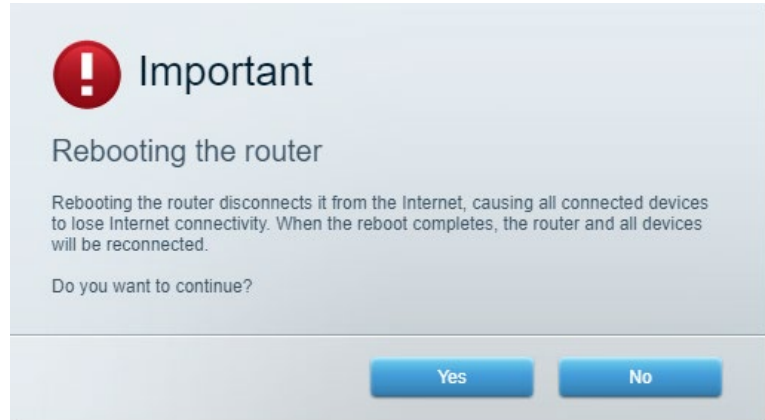 Important
Rebooting the router
Rebooting the router disconnects it from the Internet, causing all connected devices
to lose Internet connectivity. When the reboot completes, the router and all devices
will be reconnected.
Do you want to continue?
Yes No